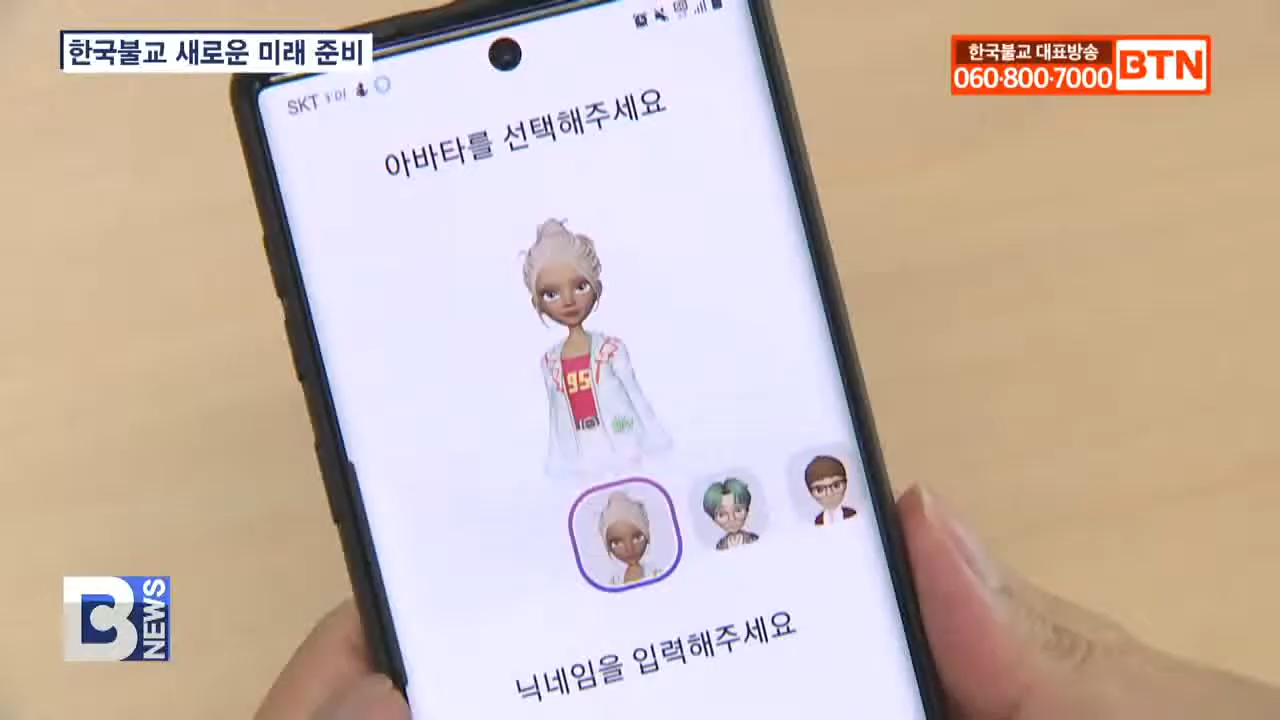 한국불교 새로운 미래 준비
한국불교 대표방송
060·800·7000
BTN
SKT
아바타를 선택해주세요
95
닉네임을 입력해주세요
B NEWS